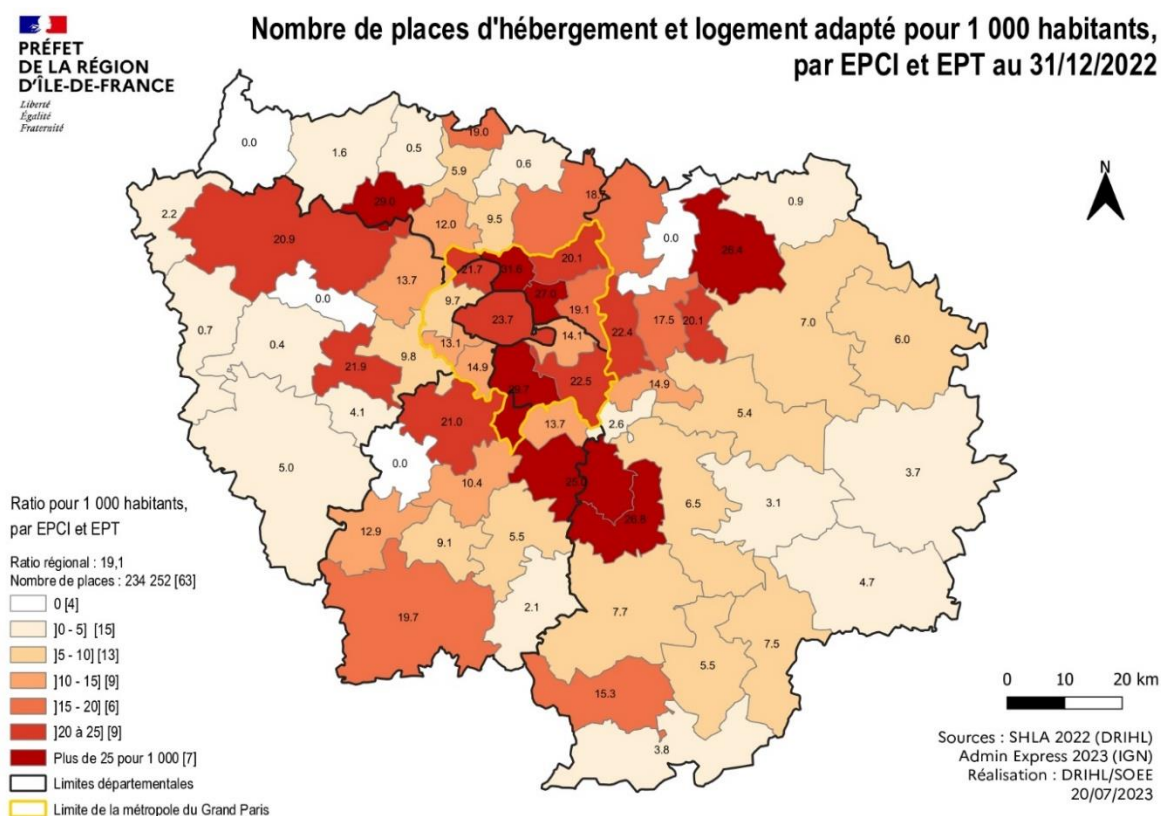 PRÉFET
DE LA RÉGION
D'ÎLE-DE-FRANCE
Liberté
Égalité
Fraternité
Nombre de places d'hébergement et logement adapté pour 1 000 habitants,
par EPCI et EPT au 31/12/2022
N
0.0
1.6
0.5
19.0
5.9
0.6
18.7
0.9
2.2
29.0
12.0
9.5
0.0
26.4
20.9
13.7
21.7
31.6
20.1
0.0
9.7
27.0
19.1
23.7
22.4
17.5
20.1
7.0
6.0
0.7
0.4
21.9
9.8
13.1
14.9
14.1
22.5
14.9
29.7
4.1
21.0
13.7
2.6
5.4
5.0
0.0
10.4
26.8
6.5
3.1
3.7
12.9
9.1
5.5
19.7
2.1
7.7
4.7
7.5
5.5
15.3
3.8
Ratio pour 1 000 habitants,
par EPCI et EPT
Ratio régional : 19,1
Nombre de places : 234 252 [63]
0 [4]
]0 - 5] [15]
]5 - 10] [13]
]10 - 15] [9]
]15 - 20] [6]
]20 à 25] [9]
Plus de 25 pour 1 000 [7]
Limites départementales
Limite de la métropole du Grand Paris
0 10 20 km
Sources : SHLA 2022 (DRIHL)
Admin Express 2023 (IGN)
Réalisation : DRIHL/SOEE
20/07/2023